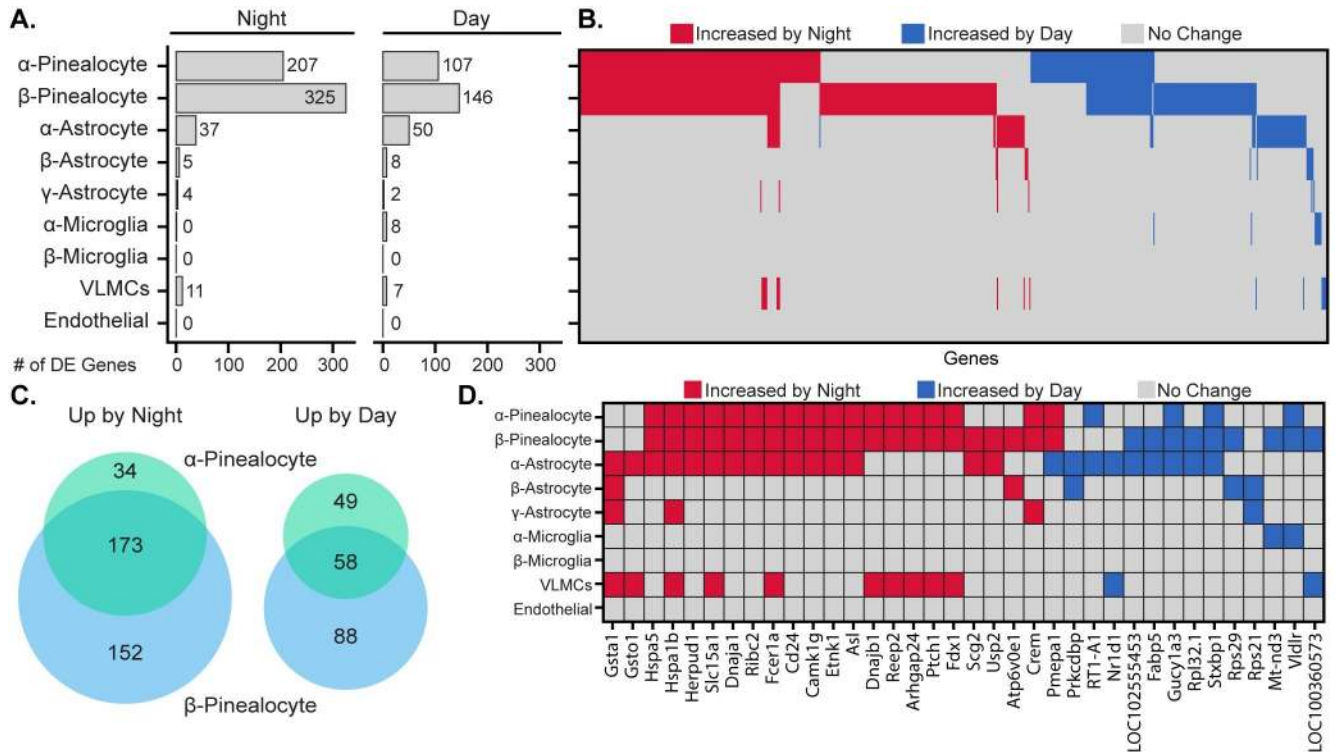 A.
Night
Day
α-Pinealocyte
207
107
β-Pinealocyte
325
146
α-Astrocyte
37
50
β-Astrocyte
5
8
γ-Astrocyte
4
2
α-Microglia
0
8
β-Microglia
0
0
VLMCs
11
7
Endothelial
0
0
# of DE Genes
0 100 200 300
0 100 200 300
B.
Increased by Night
Increased by Day
No Change
Genes
C.
Up by Night
Up by Day
α-Pinealocyte
34
49
173
58
152
88
β-Pinealocyte
D.
Increased by Night
Increased by Day
No Change
α-Pinealocyte
β-Pinealocyte
α-Astrocyte
β-Astrocyte
γ-Astrocyte
α-Microglia
β-Microglia
VLMCs
Endothelial
Gsta1
Gsto1
Hspa5
Hspa1b
Herpud1
Slc15a1
Dnaja1
Ribc2
Fcer1a
Cd24
Camk1g
Etnk1
Asl
Dnajb1
Reep2
Arhgap24
Ptch1
Fdx1
Scg2
Usp2
Atp6v0e1
Crem
Pmepa1
Prkcdbp
RT1-A1
Nr1d1
LOC102555453
Fabp5
Gucy1a3
Rpl32.1
Stxbp1
Rps29
Rps21
Mt-nd3
Vldlr
LOC100360573